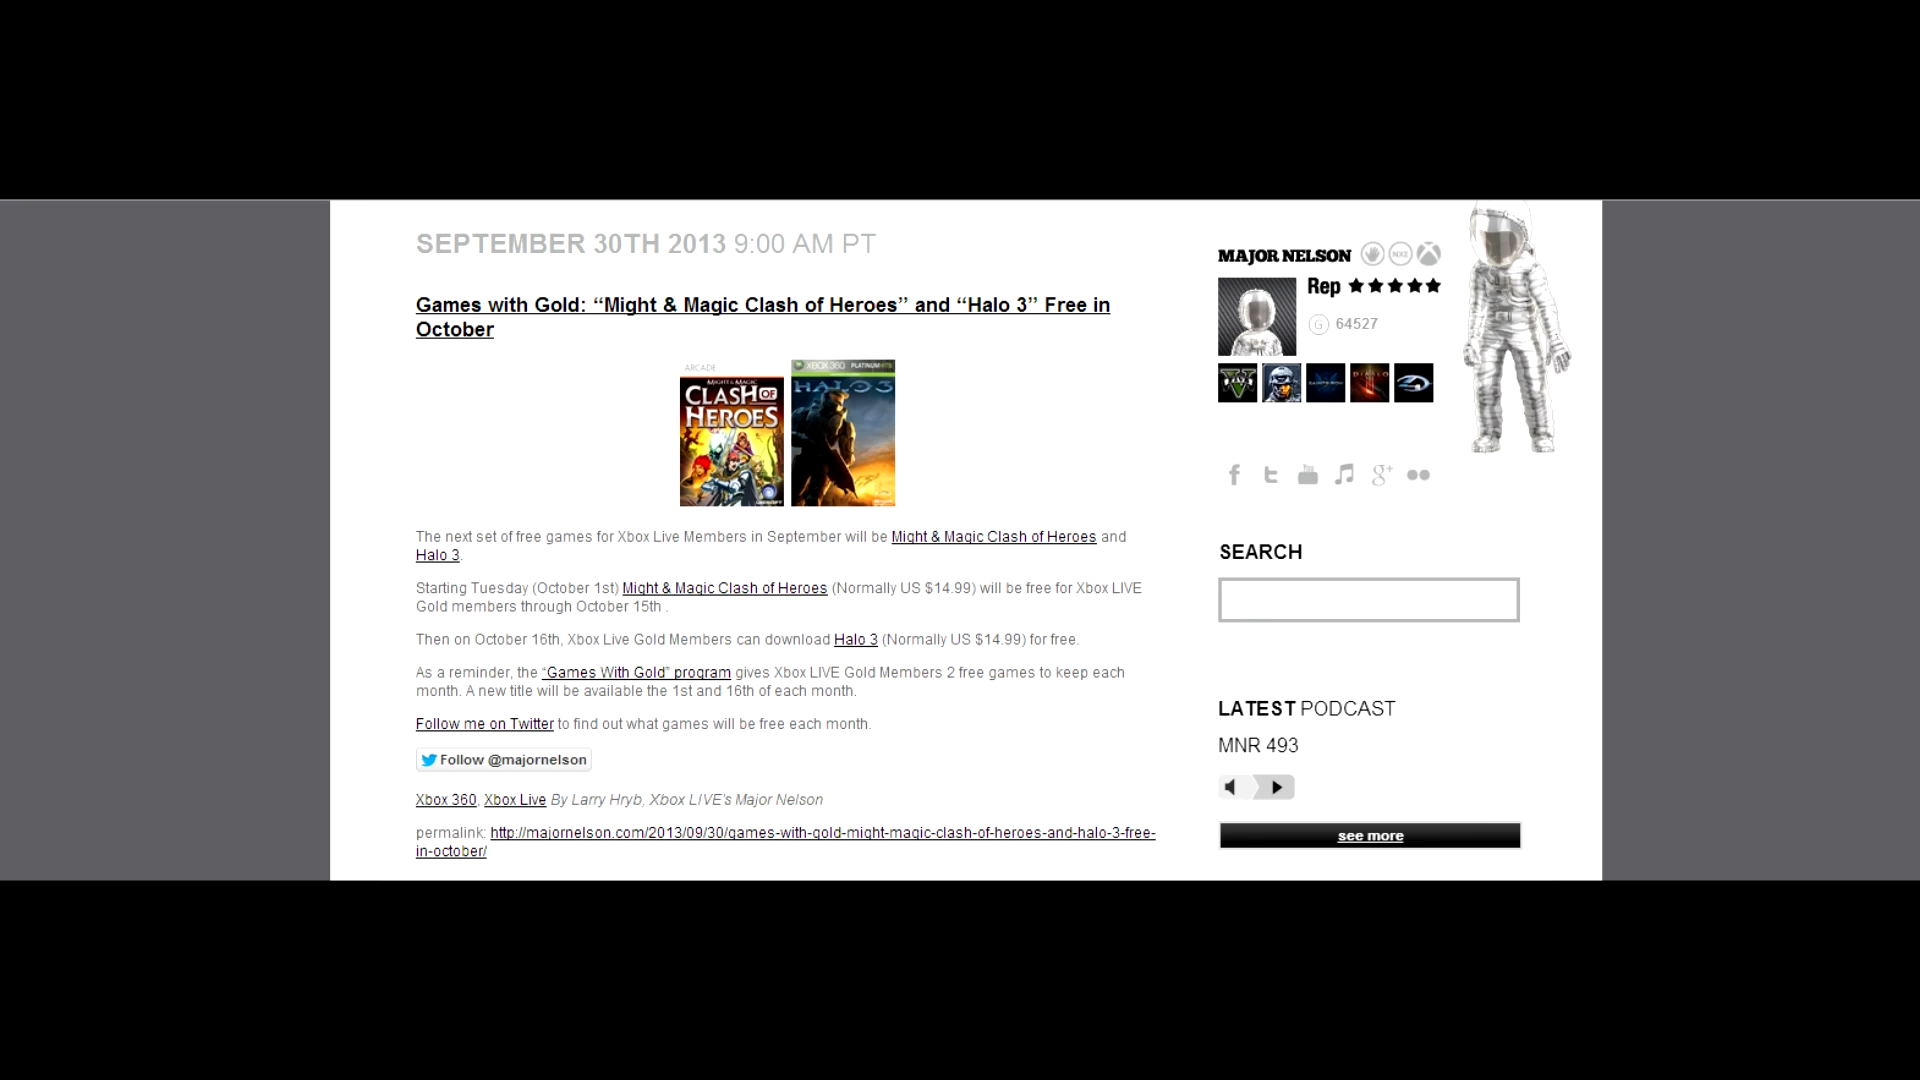 SEPTEMBER 30TH 2013 9:00 AM PT
Games with Gold: “Might & Magic Clash of Heroes” and “Halo 3” Free in
October
ARCADE
MIGHT & MAGIC
CLASH OF
HEROES
XBOX 360 PLATINUM HITS
HALO 3
The next set of free games for Xbox Live Members in September will be Might & Magic Clash of Heroes and
Halo 3.
Starting Tuesday (October 1st) Might & Magic Clash of Heroes (Normally US $14.99) will be free for Xbox LIVE
Gold members through October 15th .
Then on October 16th, Xbox Live Gold Members can download Halo 3 (Normally US $14.99) for free.
As a reminder, the “Games With Gold” program gives Xbox LIVE Gold Members 2 free games to keep each
month. A new title will be available the 1st and 16th of each month.
Follow me on Twitter to find out what games will be free each month.
Follow @majornelson
Xbox 360, Xbox Live By Larry Hryb, Xbox LIVE's Major Nelson
permalink: http://majornelson.com/2013/09/30/games-with-gold-might-magic-clash-of-heroes-and-halo-3-free-
in-october/
MAJOR NELSON NXE
Rep
G 64527
SEARCH
LATEST PODCAST
MNR 493
see more